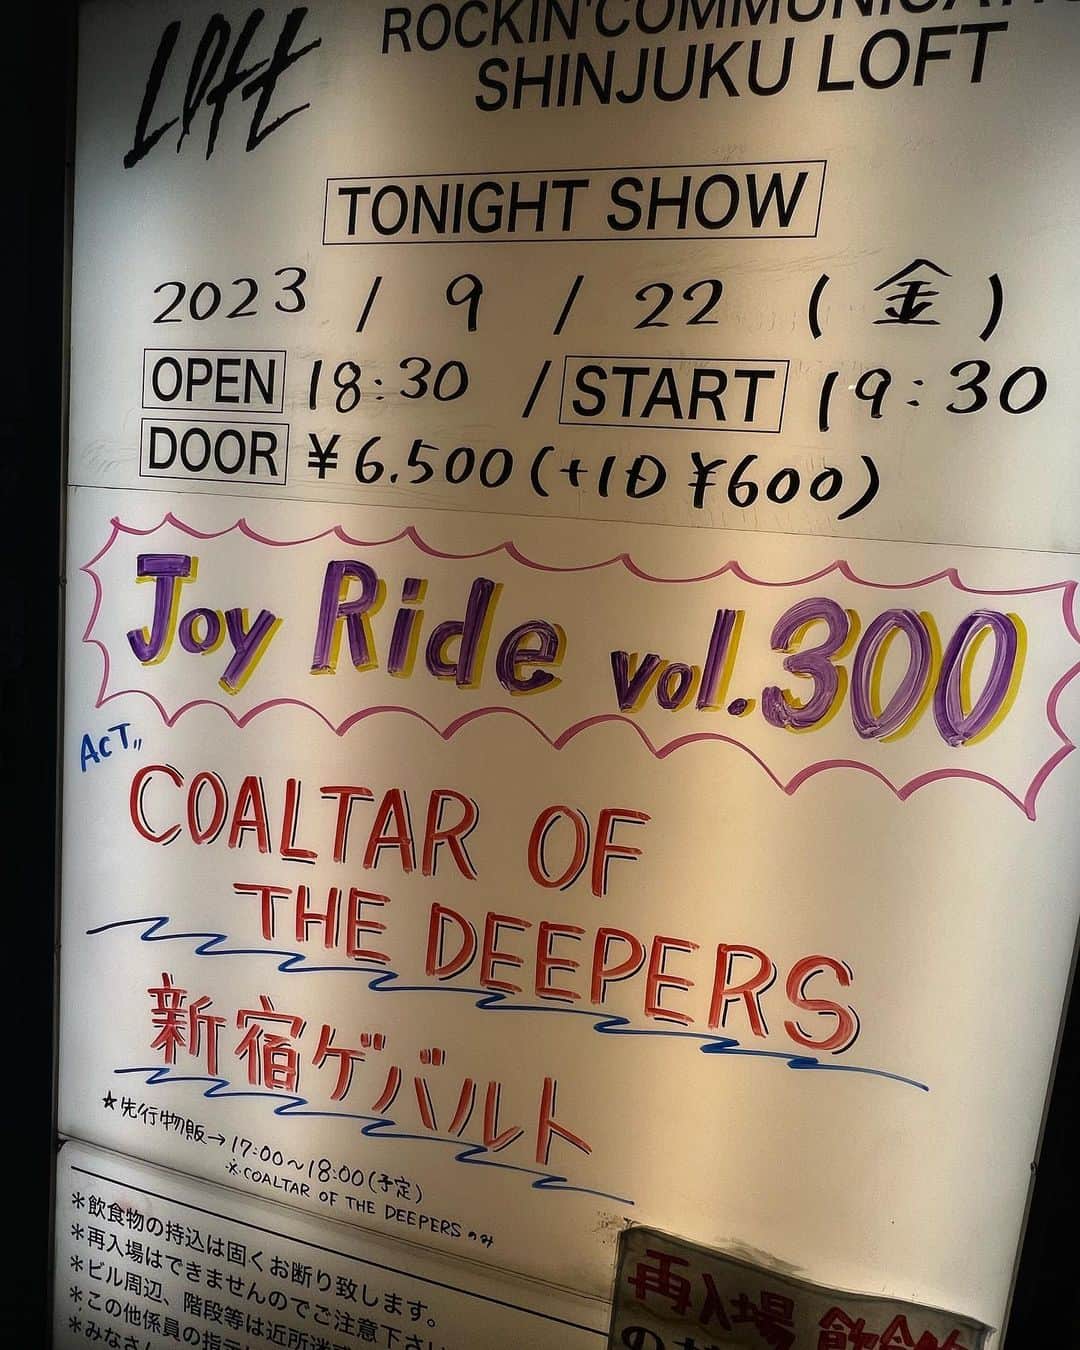 LOFT
ROCKIN'COMMUNICATI
SHINJUKU LOFT
TONIGHT SHOW
2023 / 9 / 22 (金)
OPEN 18:30 / START 19:30
DOOR ¥6.500(+1D ¥600)
Joy Ride vol.300
ACT〃
COALTAR OF
THE DEEPERS
新宿ゲバルト
☆先行物販→17:00～18:00(予定)
※COALTAR OF THE DEEPERSのみ
＊飲食物の持込は固くお断り致します。
＊再入場はできませんのでご注意下さい
＊ビル周辺、階段等は近所迷惑
＊この他係員の指示
＊みなさ
再入場 飲食物